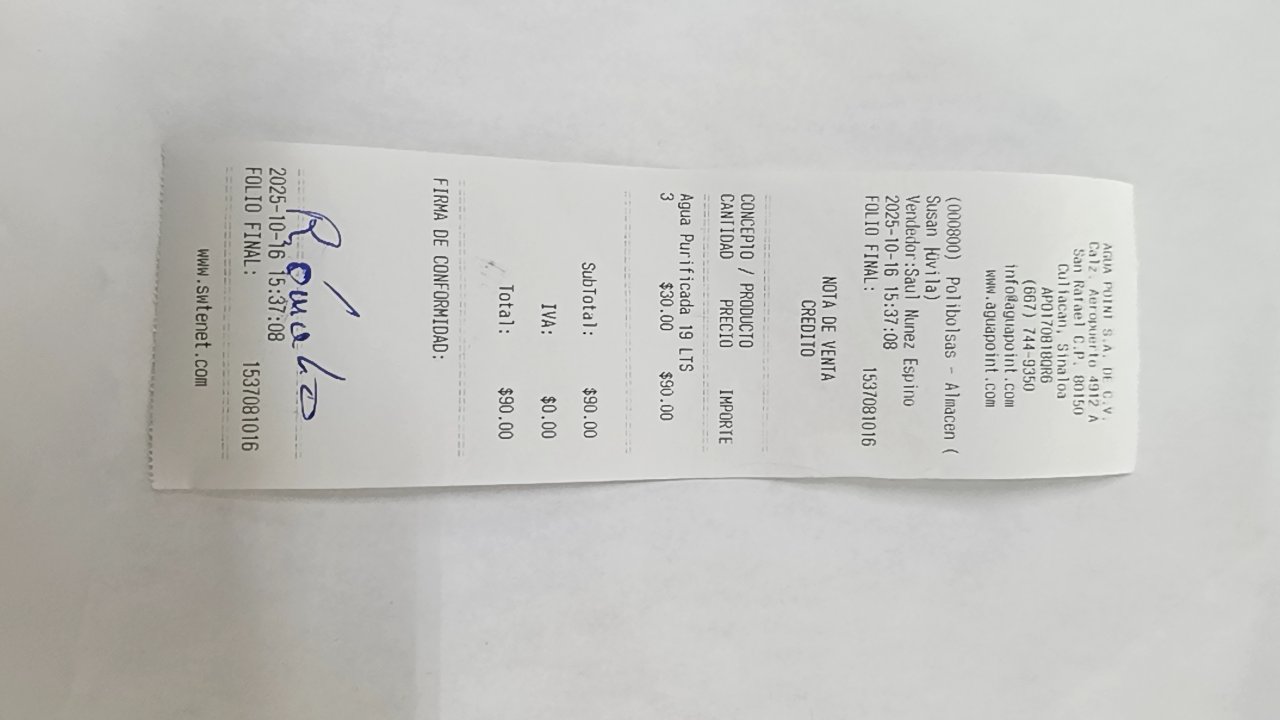 AGUA POINT S.A. DE C.V.
Calz. Aeropuerto 4912 A
San Rafael C.P. 80150
Culiacan, Sinaloa
APO170818QR6
(667) 744-9350
info@aguapoint.com
www.aguapoint.com
(000800) Polibolsas - Almacen (
Susan
Vendedor:Saul Nunez Espino
2025-10-16 15:37:08
FOLIO FINAL: 1537081016
NOTA DE VENTA
CREDITO
CONCEPTO / PRODUCTO
CANTIDAD PRECIO IMPORTE
Agua Purificada 19 LTS
3 $30.00 $90.00
SubTotal: $90.00
IVA: $0.00
Total: $90.00
FIRMA DE CONFORMIDAD:
2025-10-16 15:37:08
FOLIO FINAL: 1537081016
www.swtenet.com